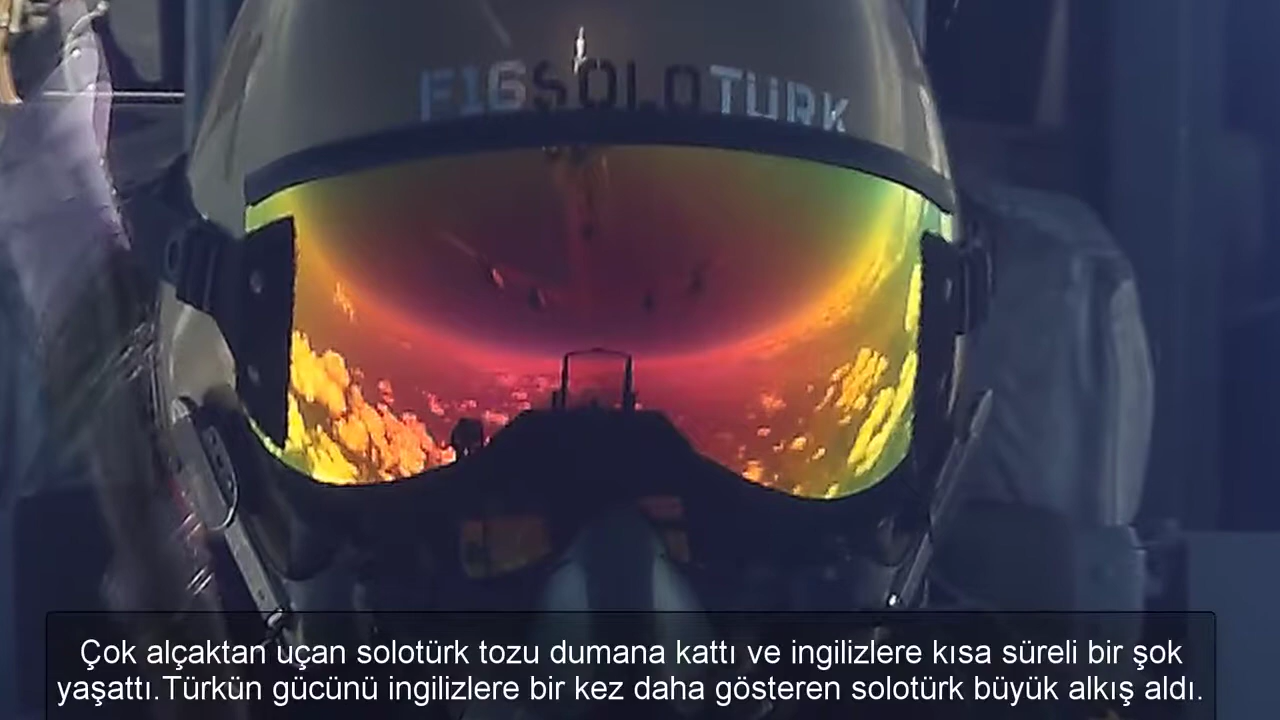 F16SOLOTÜRK
Çok alçaktan uçan solotürk tozu dumana kattı ve ingilizlere kısa süreli bir şok
yaşattı.Türkün gücünü ingilizlere bir kez daha gösteren solotürk büyük alkış aldı.